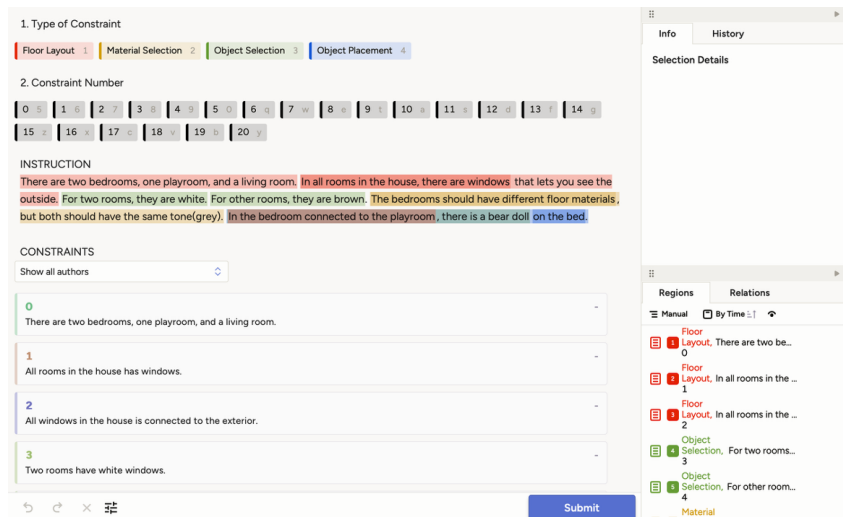 1. Type of Constraint
Floor Layout 1 Material Selection 2 Object Selection 3 Object Placement 4
2. Constraint Number
0 5 1 6 2 7 3 8 4 9 5 0 6 q 7 w 8 e 9 t 10 a 11 s 12 d 13 f 14 g
15 z 16 x 17 c 18 v 19 b 20 y
INSTRUCTION
There are two bedrooms, one playroom, and a living room. In all rooms in the house, there are windows that lets you see the
outside. For two rooms, they are white. For other rooms, they are brown. The bedrooms should have different floor materials,
but both should have the same tone(grey). In the bedroom connected to the playroom, there is a bear doll on the bed.
CONSTRAINTS
Show all authors
0 -
There are two bedrooms, one playroom, and a living room.
1 -
All rooms in the house has windows.
2 -
All windows in the house is connected to the exterior.
3 -
Two rooms have white windows.
Submit
Info History
Selection Details
Regions Relations
Manual By Time
Floor
1 Layout, There are two be...
0
Floor
2 Layout, In all rooms in the ...
1
Floor
3 Layout, In all rooms in the ...
2
Object
4 Selection, For two rooms...
3
Object
5 Selection, For other room...
4
Material